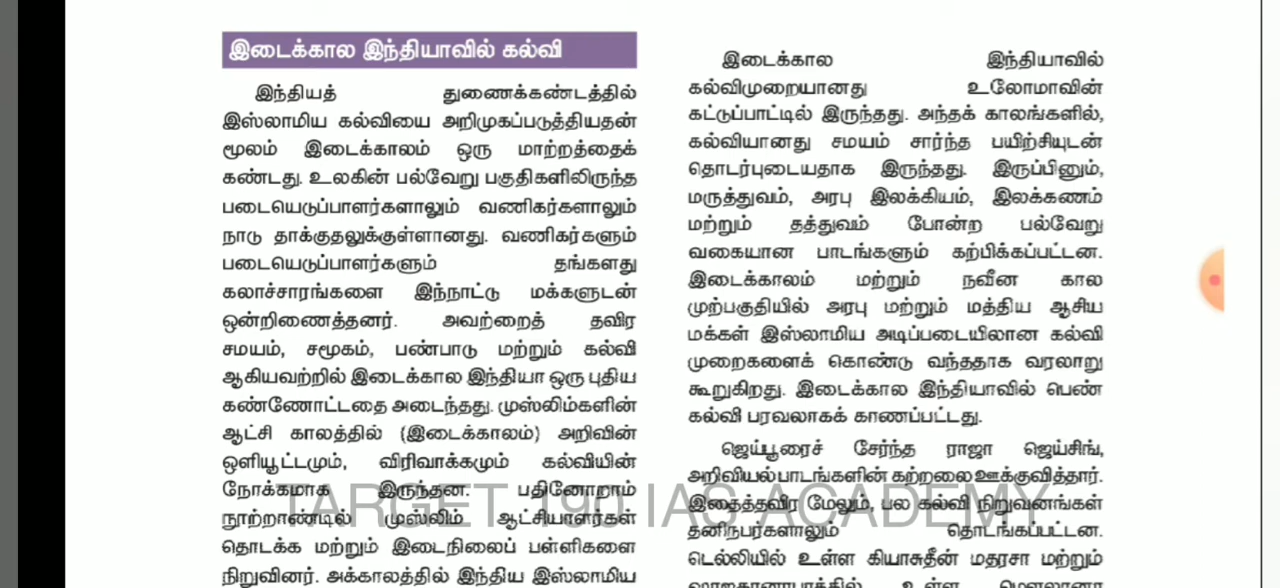 இடைக்கால இந்தியாவில் கல்வி
இந்தியத் துணைக்கண்டத்தில்
இஸ்லாமிய கல்வியை அறிமுகப்படுத்தியதன்
மூலம் இடைக்காலம் ஒரு மாற்றத்தைக்
கண்டது. உலகின் பல்வேறு பகுதிகளிலிருந்த
படையெடுப்பாளர்களாலும் வணிகர்களாலும்
நாடு தாக்குதலுக்குள்ளானது. வணிகர்களும்
படையெடுப்பாளர்களும் தங்களது
கலாச்சாரங்களை இந்நாட்டு மக்களுடன்
ஒன்றிணைத்தனர். அவற்றைத் தவிர
சமயம், சமூகம், பண்பாடு மற்றும் கல்வி
ஆகியவற்றில் இடைக்கால இந்தியா ஒரு புதிய
கண்ணோட்டதை அடைந்தது. முஸ்லிம்களின்
ஆட்சி காலத்தில் (இடைக்காலம்) அறிவின்
ஒளியூட்டமும், விரிவாக்கமும் கல்வியின்
நோக்கமாக இருந்தன. பதினோறாம்
நூற்றாண்டில் முஸ்லிம் ஆட்சியாளர்கள்
தொடக்க மற்றும் இடைநிலைப் பள்ளிகளை
நிறுவினர். அக்காலத்தில் இந்திய இஸ்லாமிய
இடைக்கால இந்தியாவில்
கல்விமுறையானது உலோமாவின்
கட்டுப்பாட்டில் இருந்தது. அந்தக் காலங்களில்,
கல்வியானது சமயம் சார்ந்த பயிற்சியுடன்
தொடர்புடையதாக இருந்தது. இருப்பினும்,
மருத்துவம், அரபு இலக்கியம், இலக்கணம்
மற்றும் தத்துவம் போன்ற பல்வேறு
வகையான பாடங்களும் கற்பிக்கப்பட்டன.
இடைக்காலம் மற்றும் நவீன கால
முற்பகுதியில் அரபு மற்றும் மத்திய ஆசிய
மக்கள் இஸ்லாமிய அடிப்படையிலான கல்வி
முறைகளைக் கொண்டு வந்ததாக வரலாறு
கூறுகிறது. இடைக்கால இந்தியாவில் பெண்
கல்வி பரவலாகக் காணப்பட்டது.
ஜெய்பூரைச் சேர்ந்த ராஜா ஜெய்சிங்,
அறிவியல் பாடங்களின் கற்றலை ஊக்குவித்தார்.
இதைத்தவிர மேலும், பல கல்வி நிறுவனங்கள்
தனிநபர்களாலும் தொடங்கப்பட்டன.
டெல்லியில் உள்ள கியாசுதீன் மதரசா மற்றும்
உள்ள
TARGET 190 IAS ACADEMY